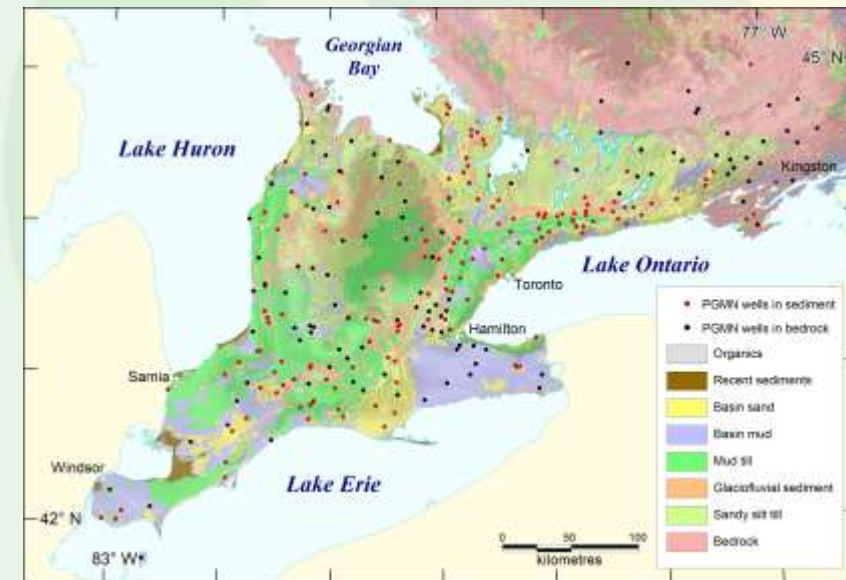 Georgian
Bay
77° W
45° N
Lake Huron
Kingston
Lake Ontario
Toronto
Hamilton
Sarnia
Windsor
Lake Erie
42° N
83° W
PGMN wells in sediment
PGMN wells in bedrock
Organics
Recent sediments
Basin sand
Basin mud
Mud till
Glaciofluvial sediment
Sandy silt till
Bedrock
0 50 100
kilometres